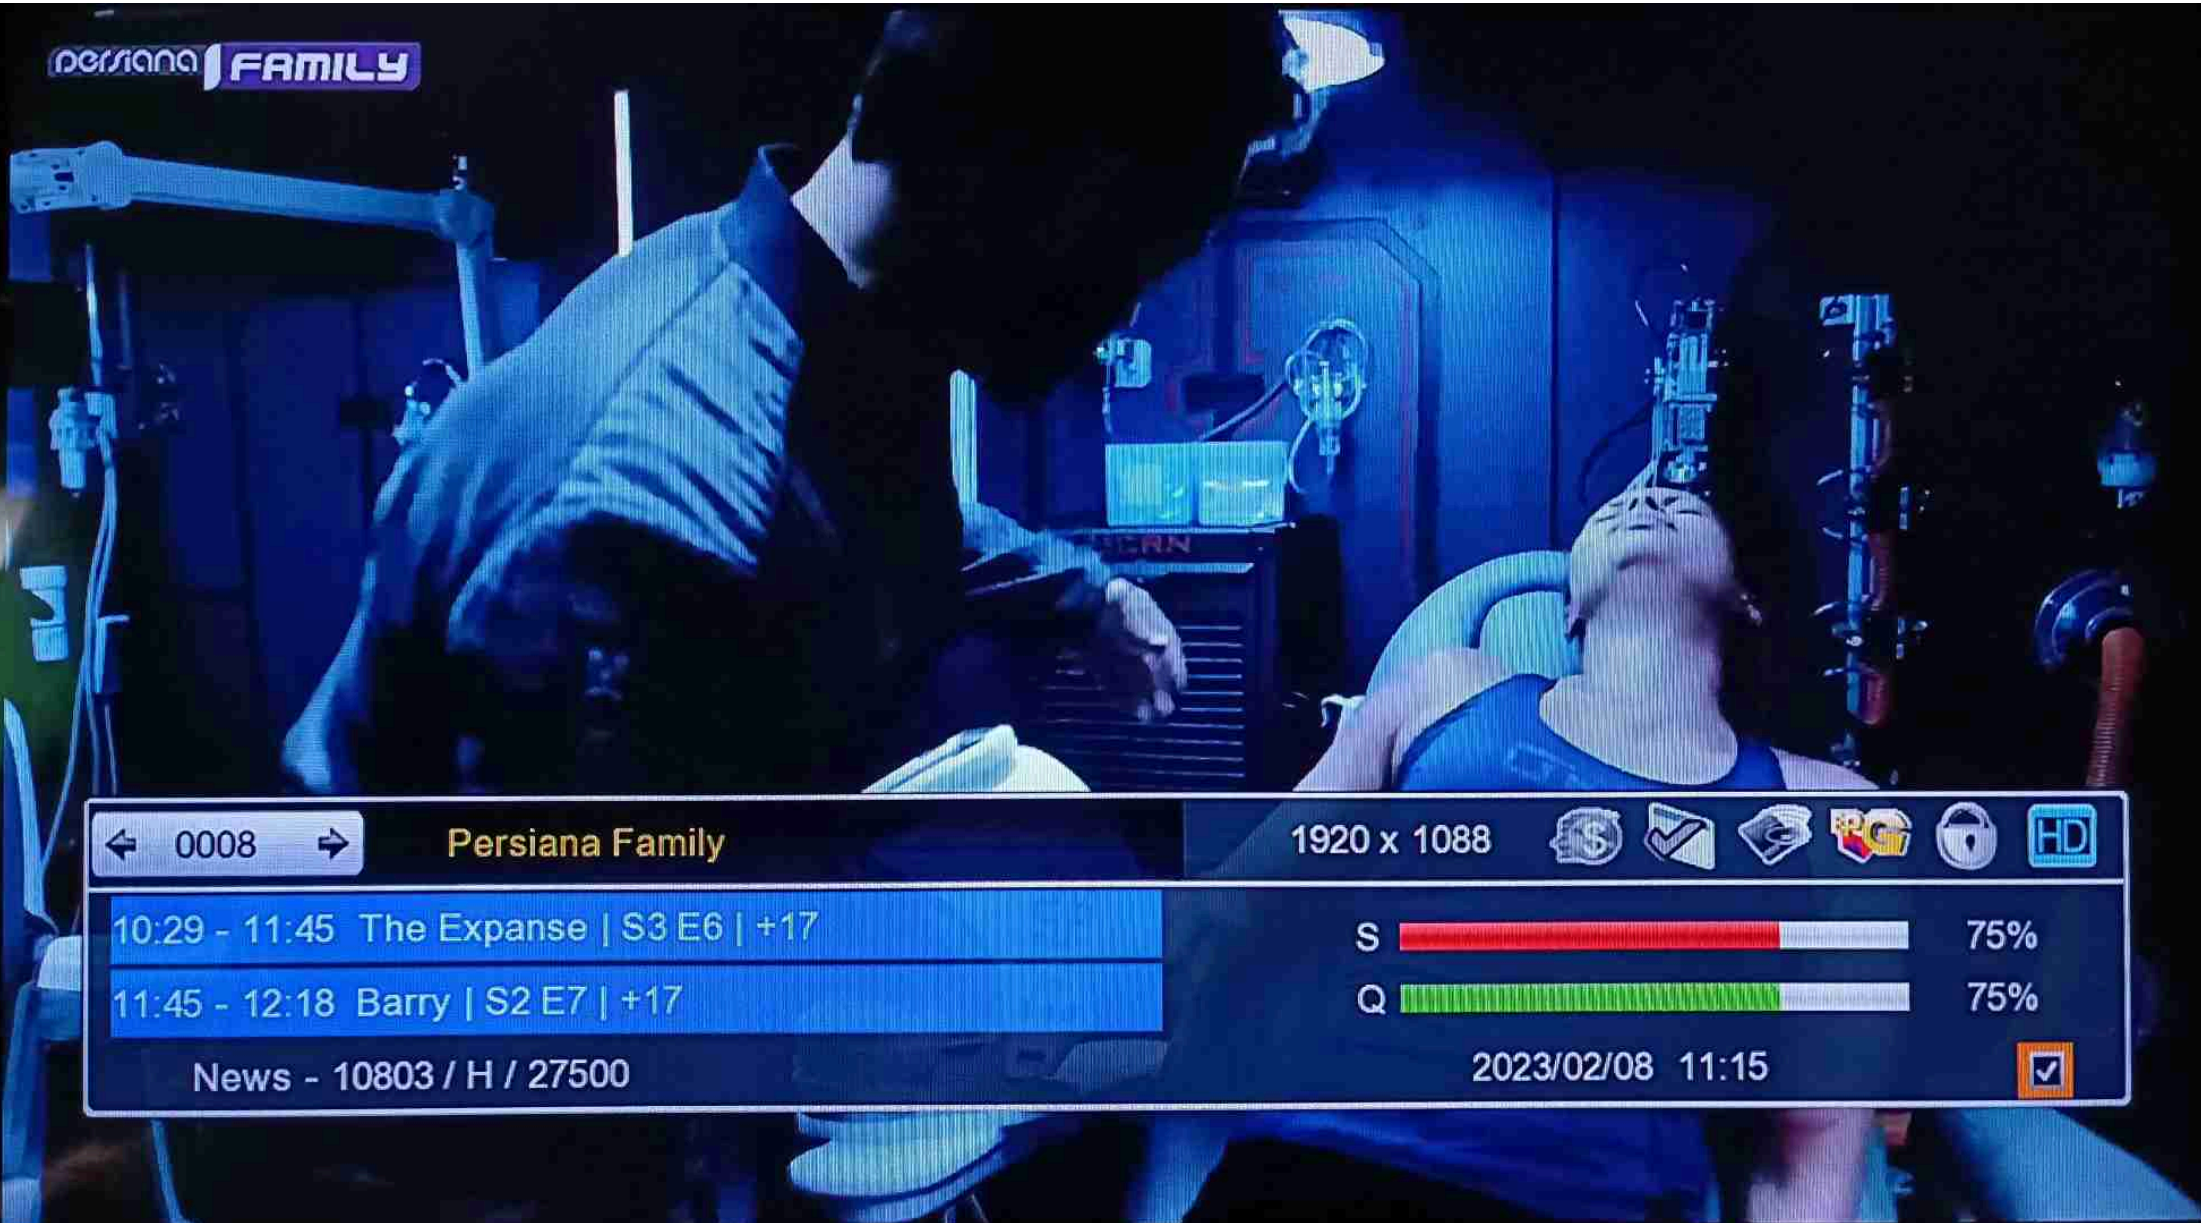 persiana FAMILY
SCRN
0008
Persiana Family
1920 x 1088
$
HD
10:29 - 11:45 The Expanse | S3 E6 | +17
S 75%
11:45 - 12:18 Barry | S2 E7 | +17
Q 75%
News - 10803 / H / 27500
2023/02/08 11:15